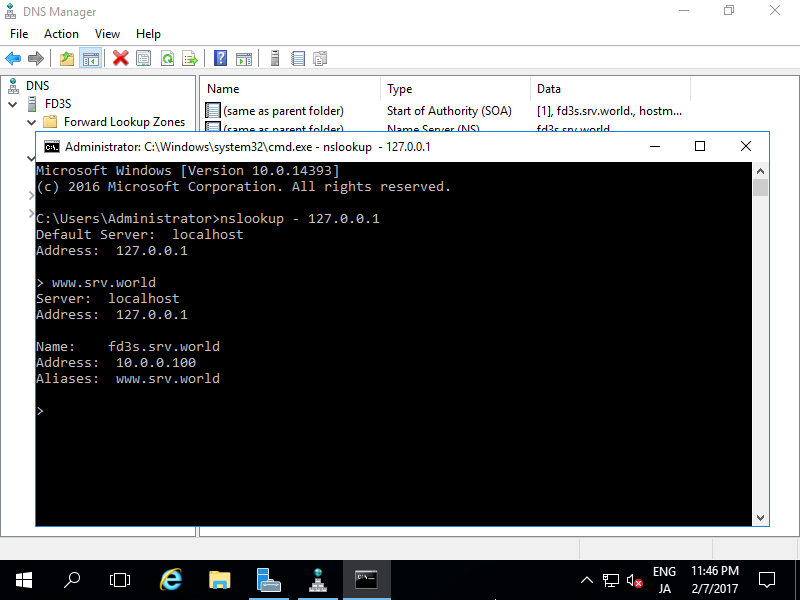 DNS Manager
File Action View Help
DNS
FD3S
Forward Lookup Zones
Name Type Data
(same as parent folder) Start of Authority (SOA) [1], fd3s.srv.world., hostm...
(same as parent folder) Name Server (NS) fd3s.srv.world.
Administrator: C:\Windows\system32\cmd.exe - nslookup - 127.0.0.1
Microsoft Windows [Version 10.0.14393]
(c) 2016 Microsoft Corporation. All rights reserved.
C:\Users\Administrator>nslookup - 127.0.0.1
Default Server: localhost
Address: 127.0.0.1
> www.srv.world
Server: localhost
Address: 127.0.0.1
Name: fd3s.srv.world
Address: 10.0.0.100
Aliases: www.srv.world
>
ENG
JA
11:46 PM
2/7/2017